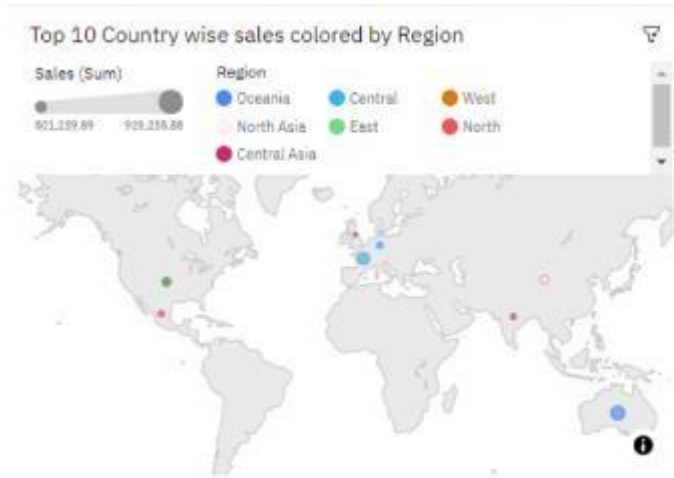 Top 10 Country wise sales colored by Region
Sales (Sum)
Region
Oceania Central West
North Asia East North
Central Asia